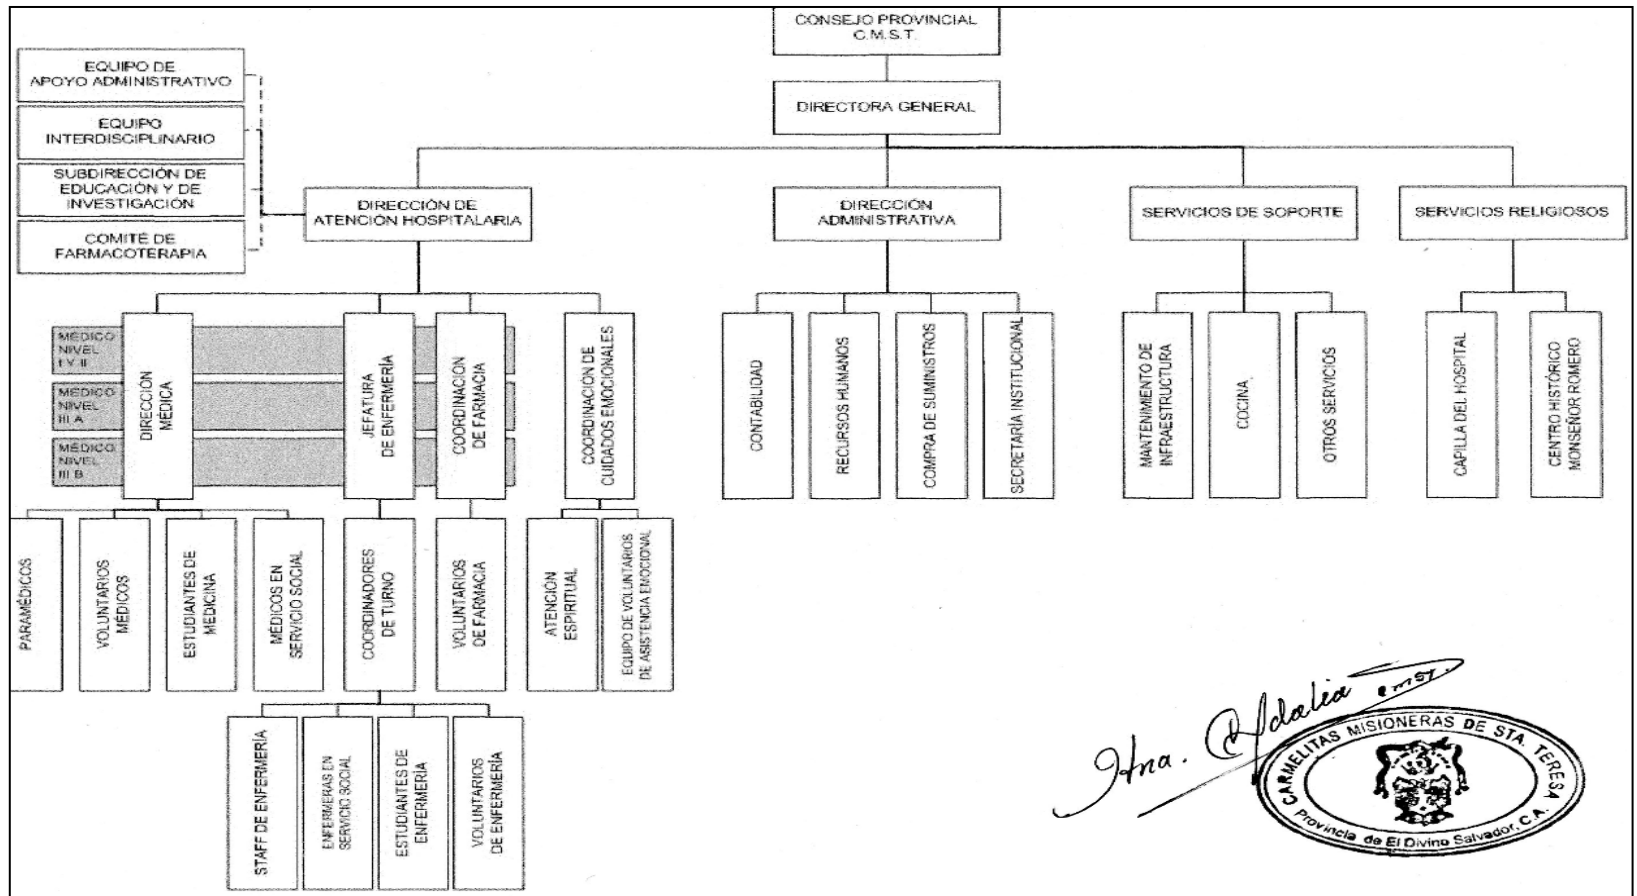 CONSEJO PROVINCIAL
C.M.S.T.
DIRECTORA GENERAL
EQUIPO DE
APOYO ADMINISTRATIVO
EQUIPO
INTERDISCIPLINARIO
SUBDIRECCIÓN DE
EDUCACIÓN Y DE
INVESTIGACIÓN
COMITÉ DE
FARMACOTERAPIA
DIRECCIÓN DE
ATENCIÓN HOSPITALARIA
DIRECCIÓN
ADMINISTRATIVA
SERVICIOS DE SOPORTE
SERVICIOS RELIGIOSOS
MÉDICO
NIVEL
I Y II
MÉDICO
NIVEL
III A
MÉDICO
NIVEL
III B
DIRECCIÓN
MÉDICA
JEFATURA
DE ENFERMERÍA
COORDINACIÓN
DE FARMACIA
COORDINACIÓN DE
CUIDADOS EMOCIONALES
CONTABILIDAD
RECURSOS HUMANOS
COMPRA DE SUMINISTROS
SECRETARÍA INSTITUCIONAL
MANTENIMIENTO DE
INFRAESTRUCTURA
COCINA
OTROS SERVICIOS
CAPILLA DEL HOSPITAL
CENTRO HISTÓRICO
MONSEÑOR ROMERO
PARAMÉDICOS
VOLUNTARIOS
MÉDICOS
ESTUDIANTES DE
MEDICINA
MÉDICOS EN
SERVICIO SOCIAL
COORDINADORES
DE TURNO
VOLUNTARIOS
DE FARMACIA
ATENCIÓN
ESPIRITUAL
EQUIPO DE VOLUNTARIOS
DE ASISTENCIA EMOCIONAL
STAFF DE ENFERMERÍA
ENFERMERAS EN
SERVICIO SOCIAL
ESTUDIANTES DE
ENFERMERÍA
VOLUNTARIOS
DE ENFERMERÍA
Hna. Adalia cmst
CARMELITAS MISIONERAS DE STA. TERESA
Provincia de El Divino Salvador, C.A.